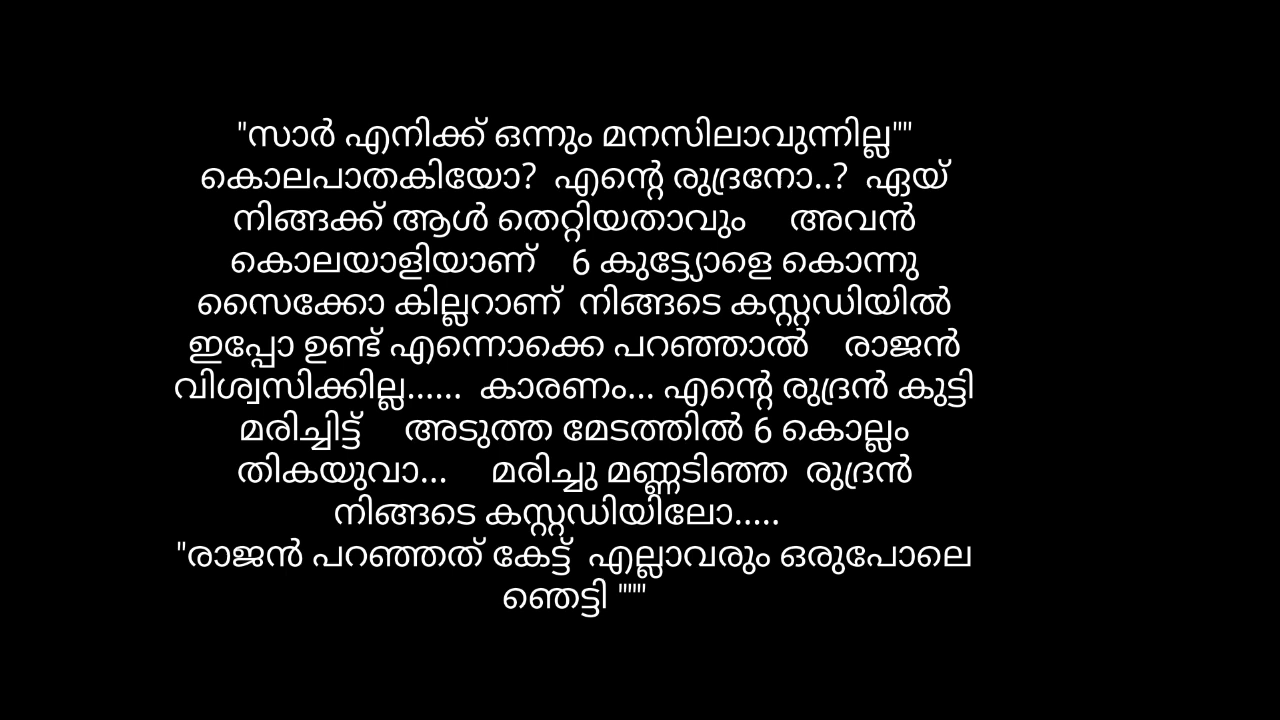 "സാർ എനിക്ക് ഒന്നും മനസിലാവുന്നില്ല""
കൊലപാതകിയോ? എന്റെ രുദ്രനോ..? ഏയ്
നിങ്ങക്ക് ആൾ തെറ്റിയതാവും അവൻ
കൊലയാളിയാണ് 6 കുട്ട്യോളെ കൊന്നു
സൈക്കോ കില്ലറാണ് നിങ്ങടെ കസ്റ്റഡിയിൽ
ഇപ്പോ ഉണ്ട് എന്നൊക്കെ പറഞ്ഞാൽ രാജൻ
വിശ്വസിക്കില്ല...... കാരണം... എന്റെ രുദ്രൻ കുട്ടി
മരിച്ചിട്ട് അടുത്ത മേടത്തിൽ 6 കൊല്ലം
തികയുവാ... മരിച്ചു മണ്ണടിഞ്ഞ രുദ്രൻ
നിങ്ങടെ കസ്റ്റഡിയിലോ.....
"രാജൻ പറഞ്ഞത് കേട്ട് എല്ലാവരും ഒരുപോലെ
ഞെട്ടി """